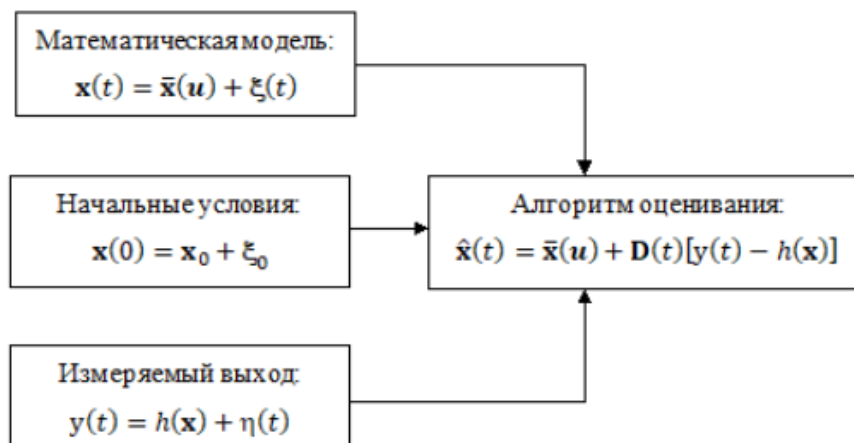 Математическая модель:
𝐱(t) = 𝐱̄(𝒖) + ξ(t)
Начальные условия:
𝐱(0) = 𝐱₀ + ξ₀
Алгоритм оценивания:
𝐱̂(t) = 𝐱̄(𝒖) + 𝐃(t)[y(t) − h(𝐱)]
Измеряемый выход:
y(t) = h(𝐱) + η(t)